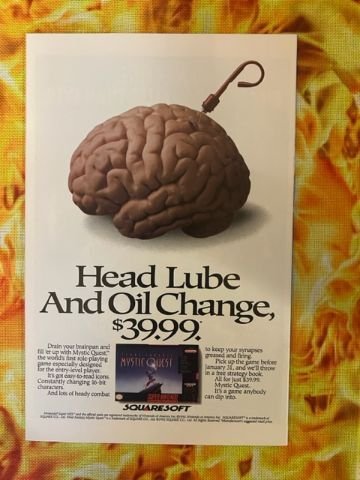 Head Lube
And Oil Change,
$39.99.*
Drain your brainpan and
fill it up with Mystic Quest,™
the world's first role-playing
game especially designed
for the entry-level player.
It's got easy-to-read icons.
Constantly changing 16-bit
characters.
And lots of heady combat
MYSTIC QUEST
SQUARESOFT
to keep your synapses
greased and firing.
Pick up the game before
January 31, and we'll throw
in a free strategy book.
All for just $39.99.
Mystic Quest.
It's a game anybody
can dip into.